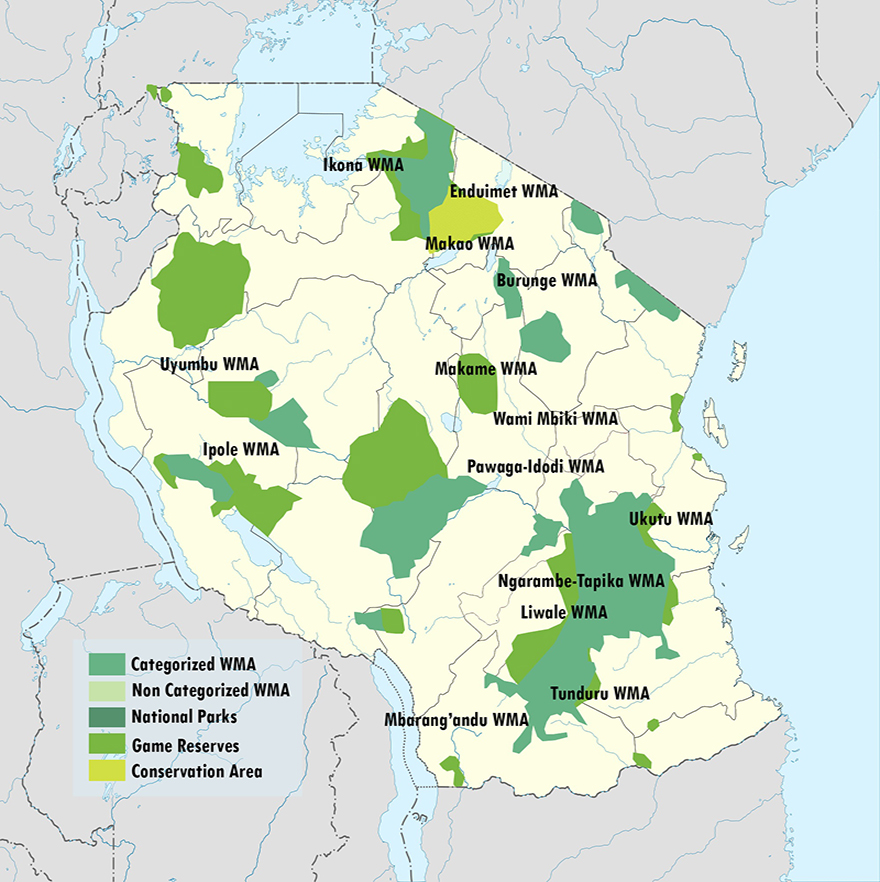 Ikona WMA
Enduimet WMA
Makao WMA
Burunge WMA
Uyumbu WMA
Makame WMA
Wami Mbiki WMA
Ipole WMA
Pawaga-Idodi WMA
Ukutu WMA
Ngarambe-Tapika WMA
Liwale WMA
Tunduru WMA
Mbarang'andu WMA
Categorized WMA
Non Categorized WMA
National Parks
Game Reserves
Conservation Area